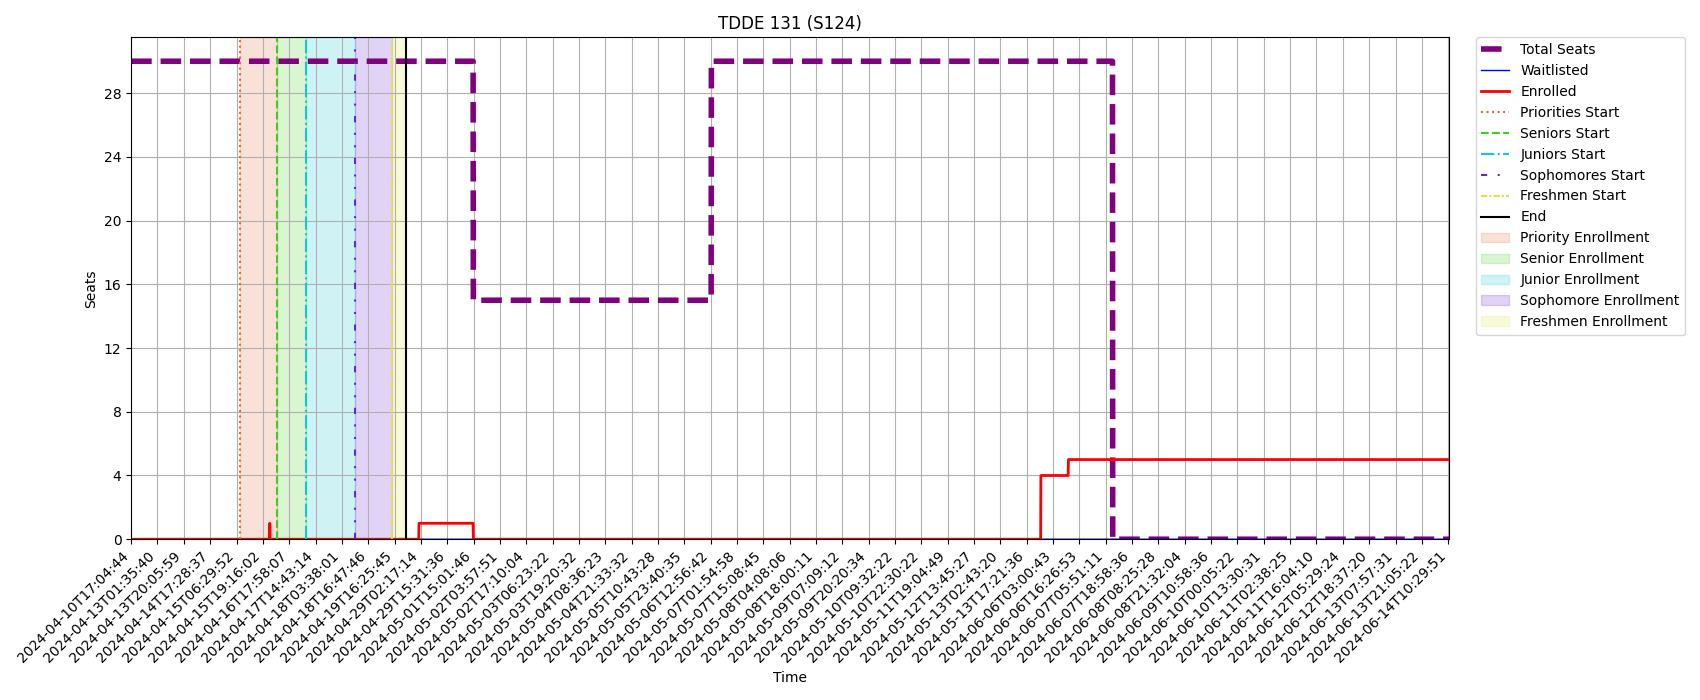 TDDE 131 (S124)
Seats
28
24
20
16
12
8
4
0
2024-04-10T17:04:44
2024-04-13T01:35:40
2024-04-13T20:05:59
2024-04-14T17:28:37
2024-04-15T06:29:52
2024-04-15T19:16:02
2024-04-16T17:58:07
2024-04-17T14:43:14
2024-04-18T03:38:01
2024-04-18T16:47:46
2024-04-19T16:25:45
2024-04-29T02:17:14
2024-04-29T15:31:36
2024-05-01T15:01:46
2024-05-02T03:57:51
2024-05-02T17:10:04
2024-05-03T06:23:22
2024-05-03T19:20:32
2024-05-04T08:36:23
2024-05-04T21:33:32
2024-05-05T10:43:28
2024-05-05T23:40:35
2024-05-06T12:56:42
2024-05-07T01:54:58
2024-05-07T15:08:45
2024-05-08T04:08:06
2024-05-08T18:00:11
2024-05-09T07:09:12
2024-05-09T20:20:34
2024-05-10T09:32:22
2024-05-10T22:30:22
2024-05-11T19:04:49
2024-05-12T13:45:27
2024-05-13T02:43:20
2024-05-13T17:21:36
2024-06-06T03:00:43
2024-06-06T16:26:53
2024-06-07T05:51:11
2024-06-07T18:58:36
2024-06-08T08:25:28
2024-06-08T21:32:04
2024-06-09T10:58:36
2024-06-10T00:05:22
2024-06-10T13:30:31
2024-06-11T02:38:25
2024-06-11T16:04:10
2024-06-12T05:29:24
2024-06-12T18:37:20
2024-06-13T07:57:31
2024-06-13T21:05:22
2024-06-14T10:29:51
Time
Total Seats
Waitlisted
Enrolled
Priorities Start
Seniors Start
Juniors Start
Sophomores Start
Freshmen Start
End
Priority Enrollment
Senior Enrollment
Junior Enrollment
Sophomore Enrollment
Freshmen Enrollment